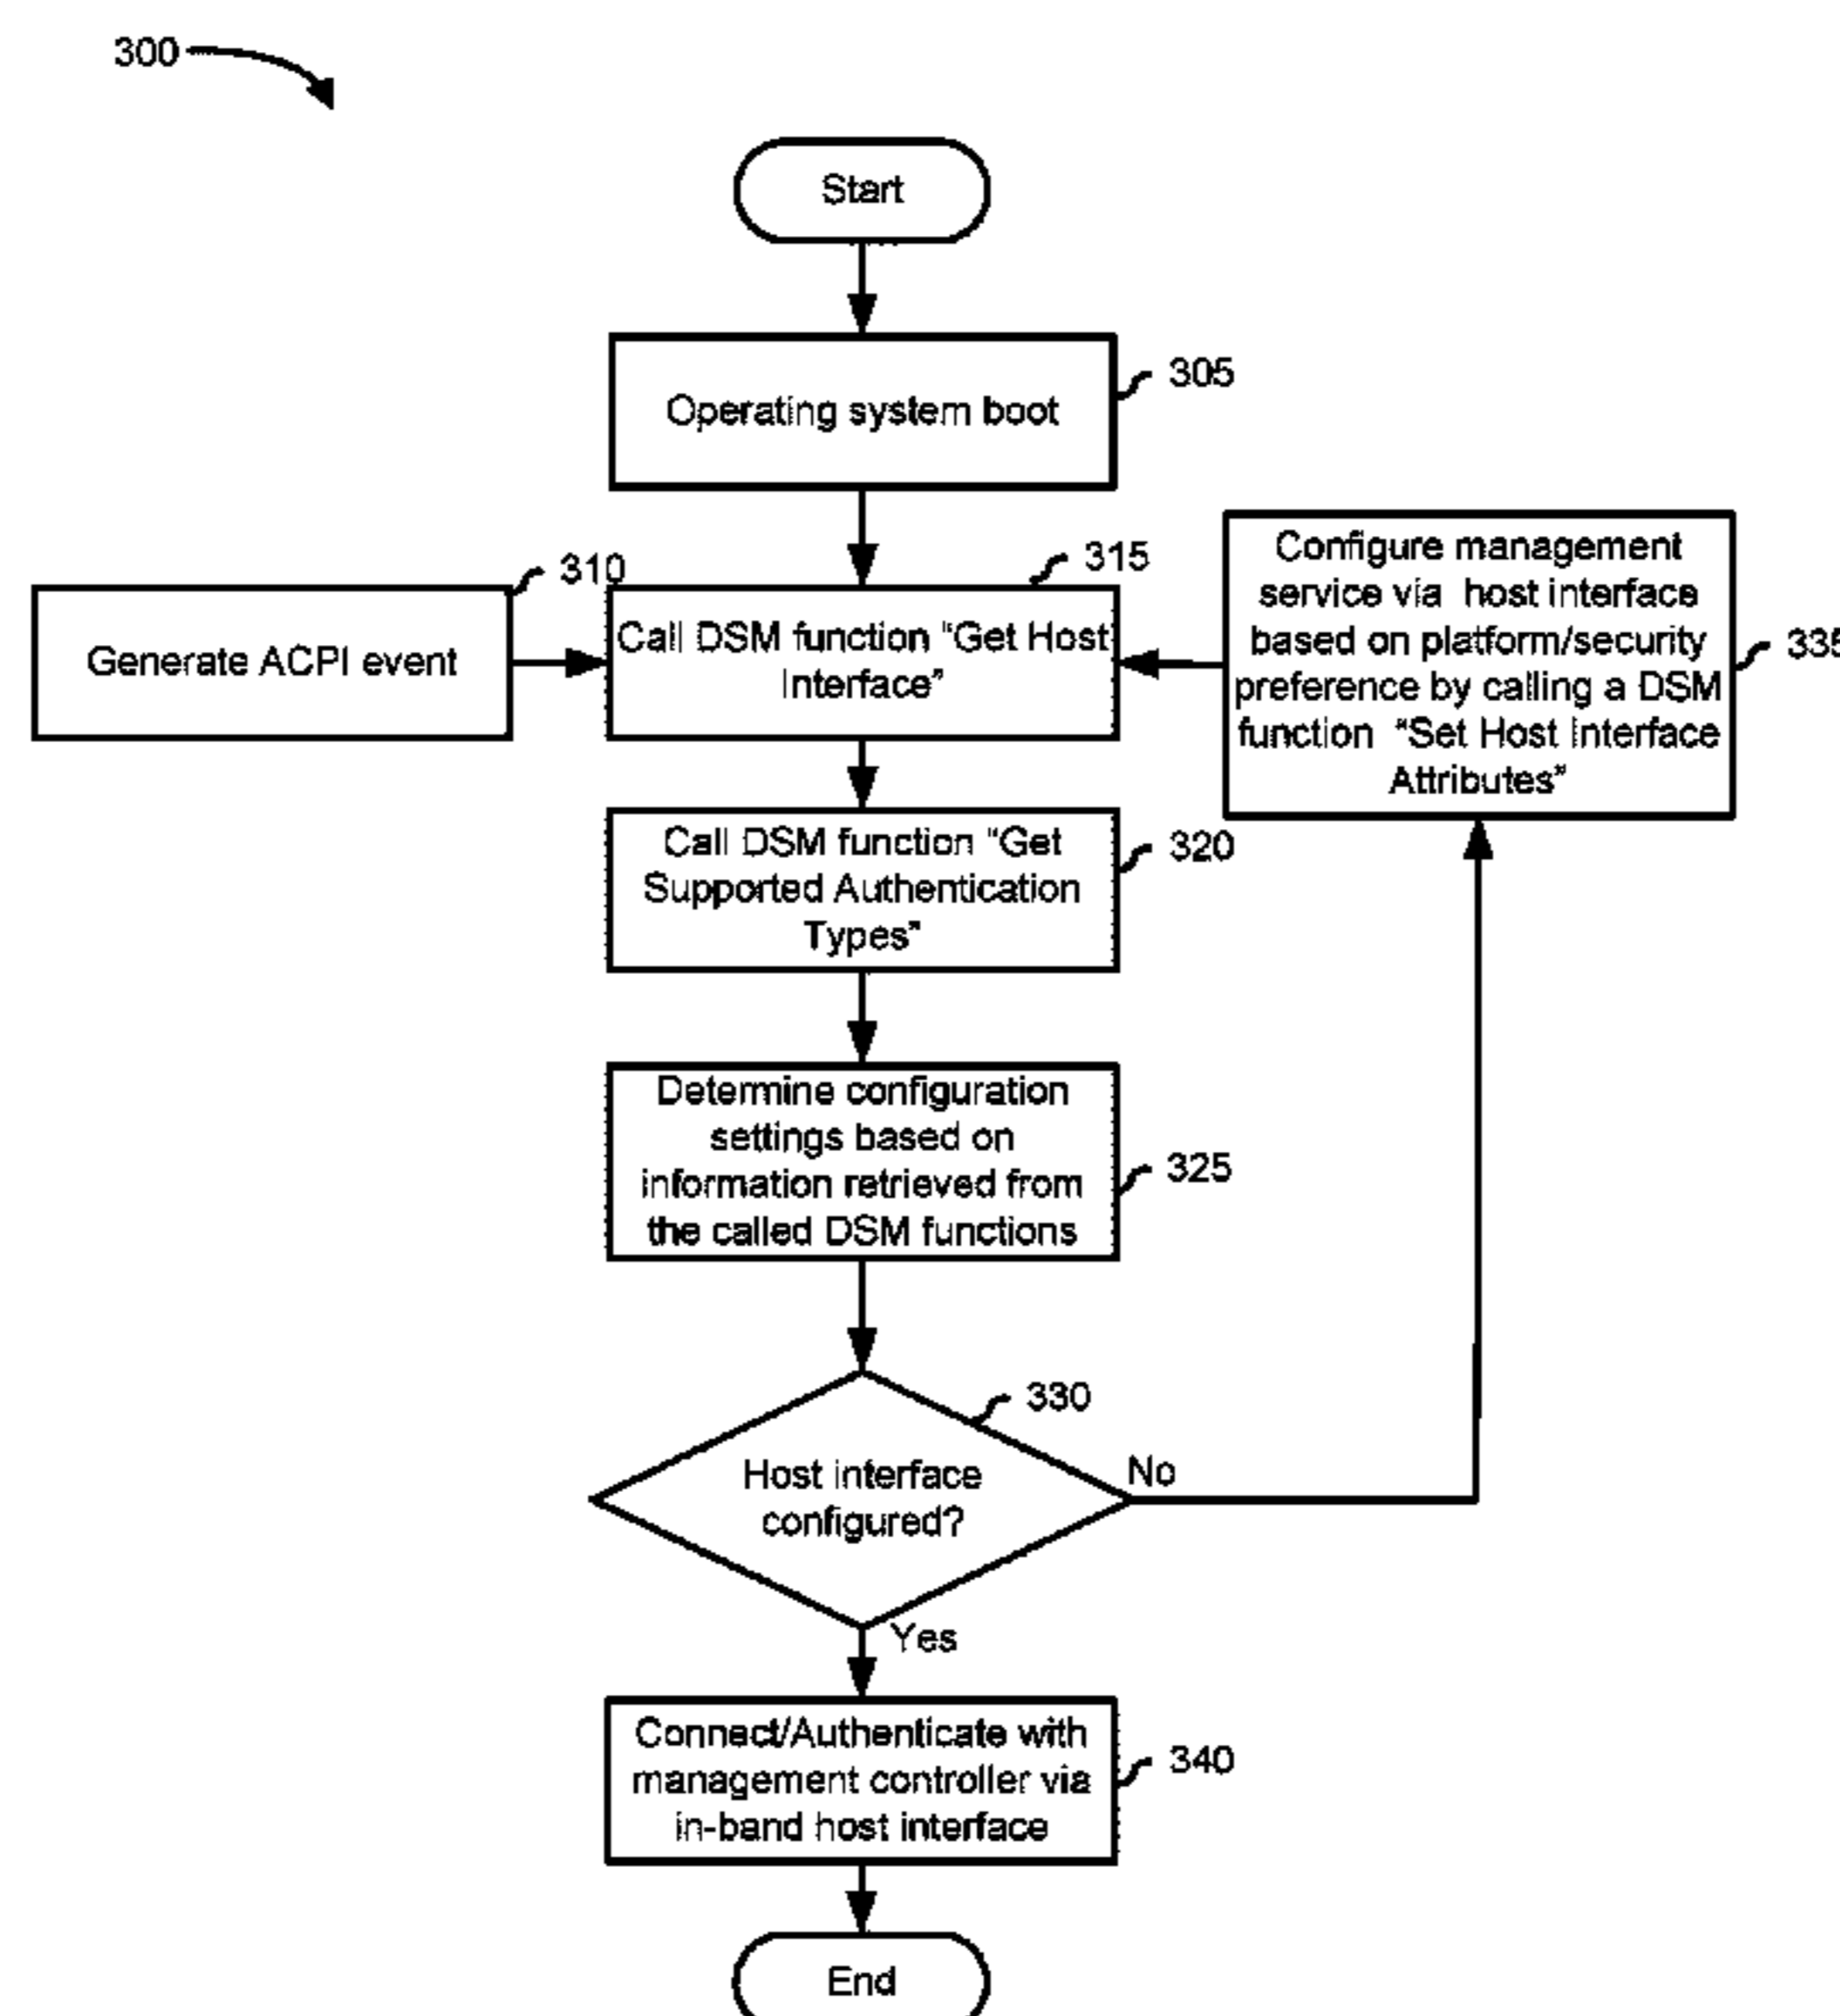 300
Start
Operating system boot
305
Generate ACPI event
310
Call DSM function "Get Host
Interface"
315
Configure management
service via host interface
based on platform/security
preference by calling a DSM
function "Set Host Interface
Attributes"
335
Call DSM function "Get
Supported Authentication
Types"
320
Determine configuration
settings based on
information retrieved from
the called DSM functions
325
Host interface
configured?
330
No
Yes
Connect/Authenticate with
management controller via
in-band host interface
340
End